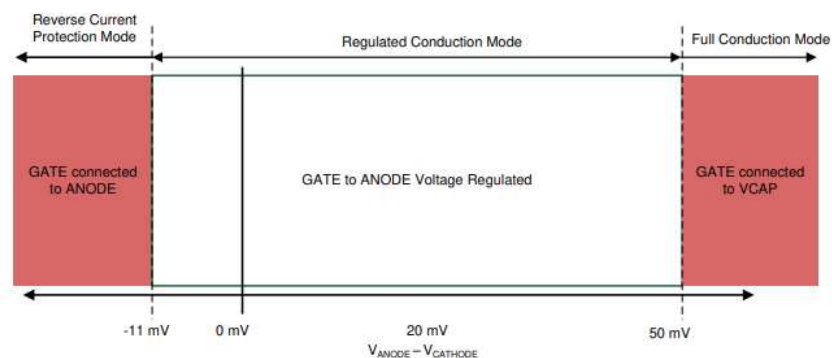 Reverse Current
Protection Mode
Regulated Conduction Mode
Full Conduction Mode
GATE connected
to ANODE
GATE to ANODE Voltage Regulated
GATE connected
to VCAP
-11 mV
0 mV
20 mV
50 mV
VANODE – VCATHODE